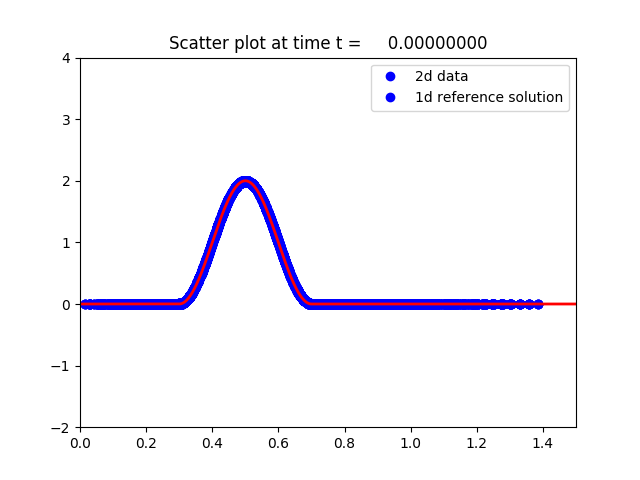 Scatter plot at time t =     0.00000000
2d data
1d reference solution
4
3
2
1
0
−1
−2
0.0 0.2 0.4 0.6 0.8 1.0 1.2 1.4